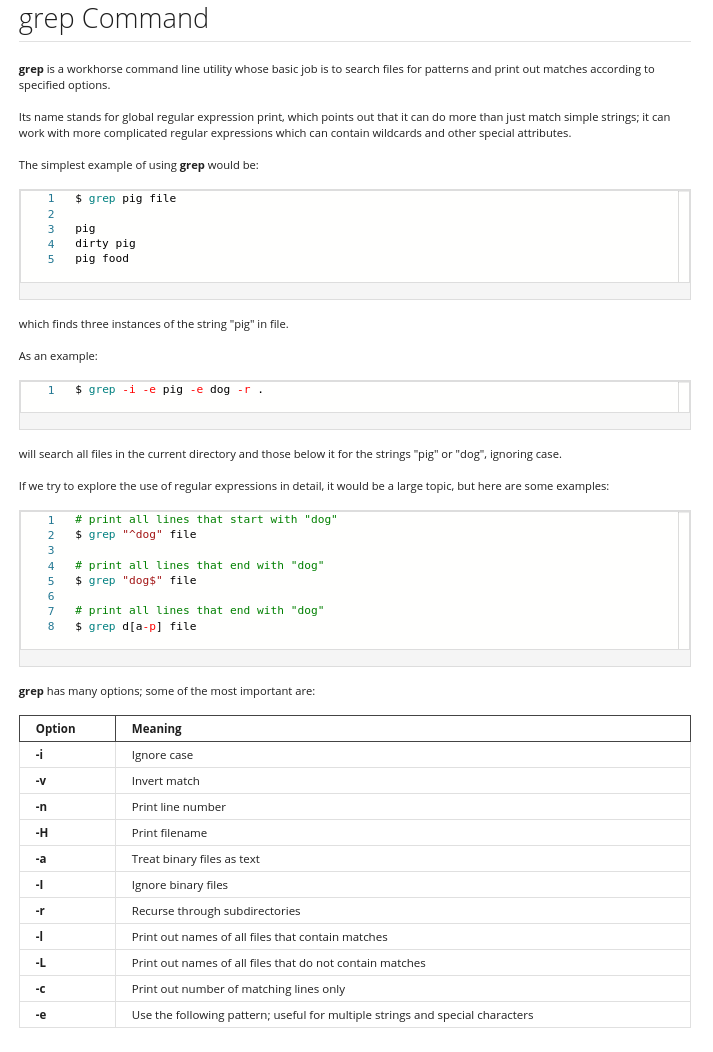 grep Command
grep is a workhorse command line utility whose basic job is to search files for patterns and print out matches according to
specified options.
Its name stands for global regular expression print, which points out that it can do more than just match simple strings; it can
work with more complicated regular expressions which can contain wildcards and other special attributes.
The simplest example of using grep would be:
1 $ grep pig file
2
3 pig
4 dirty pig
5 pig food
which finds three instances of the string "pig" in file.
As an example:
1 $ grep -i -e pig -e dog -r .
will search all files in the current directory and those below it for the strings "pig" or "dog", ignoring case.
If we try to explore the use of regular expressions in detail, it would be a large topic, but here are some examples:
1 # print all lines that start with "dog"
2 $ grep "^dog" file
3
4 # print all lines that end with "dog"
5 $ grep "dog$" file
6
7 # print all lines that end with "dog"
8 $ grep d[a-p] file
grep has many options; some of the most important are:
Option Meaning
-i Ignore case
-v Invert match
-n Print line number
-H Print filename
-a Treat binary files as text
-I Ignore binary files
-r Recurse through subdirectories
-l Print out names of all files that contain matches
-L Print out names of all files that do not contain matches
-c Print out number of matching lines only
-e Use the following pattern; useful for multiple strings and special characters